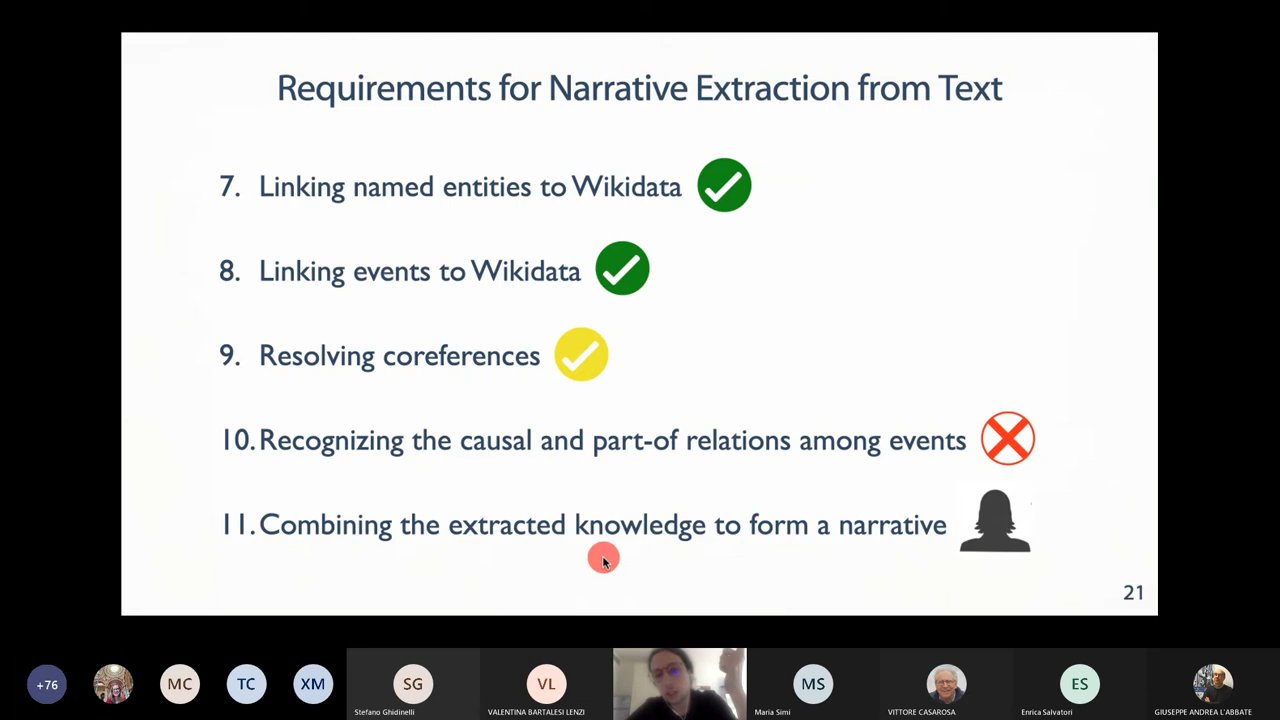 Requirements for Narrative Extraction from Text
7. Linking named entities to Wikidata
8. Linking events to Wikidata
9. Resolving coreferences
10. Recognizing the causal and part-of relations among events
11. Combining the extracted knowledge to form a narrative
21
+76
MC
TC
XM
SG
VL
MS
ES
Stefano Ghidinelli
VALENTINA BARTALESI LENZI
Maria Simi
VITTORE CASAROSA
Enrica Salvatori
GIUSEPPE ANDREA L'ABBATE